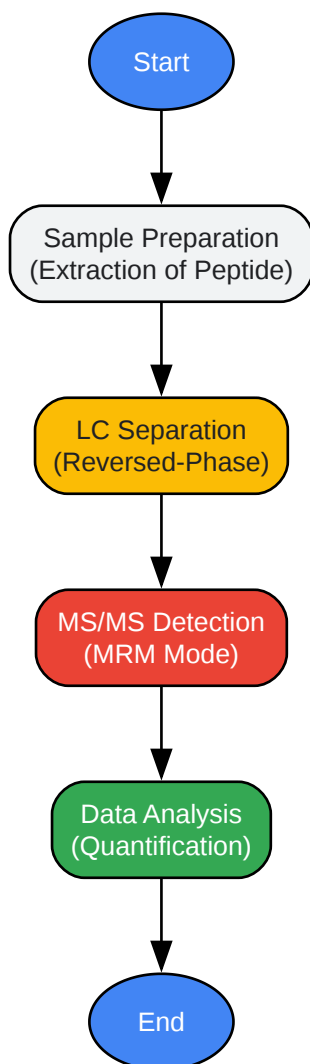 Start
Sample Preparation
(Extraction of Peptide)
LC Separation
(Reversed-Phase)
MS/MS Detection
(MRM Mode)
Data Analysis
(Quantification)
End